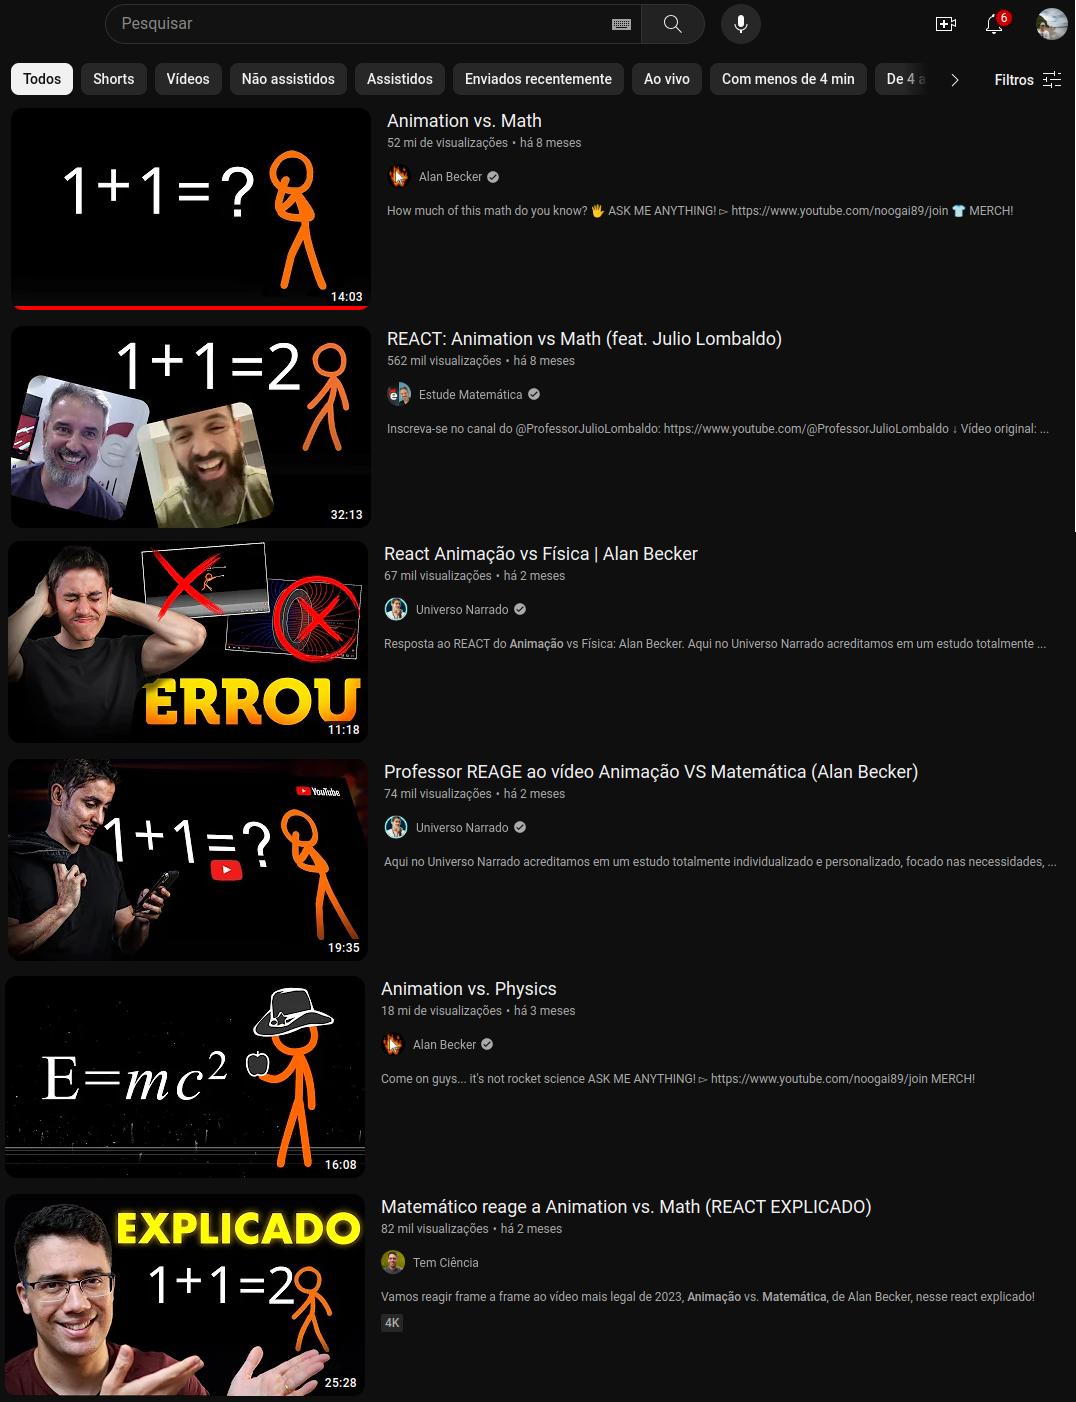 Pesquisar
6
Todos
Shorts
Vídeos
Não assistidos
Assistidos
Enviados recentemente
Ao vivo
Com menos de 4 min
De 4 a
Filtros
1+1=?
14:03
Animation vs. Math
52 mi de visualizações • há 8 meses
Alan Becker
How much of this math do you know? 🖐 ASK ME ANYTHING! ▻ https://www.youtube.com/noogai89/join 👕 MERCH!
1+1=2
32:13
REACT: Animation vs Math (feat. Julio Lombaldo)
562 mil visualizações • há 8 meses
e
Estude Matemática
Inscreva-se no canal do @ProfessorJulioLombaldo: https://www.youtube.com/@ProfessorJulioLombaldo ↓ Vídeo original: ...
ERROU
11:18
React Animação vs Física | Alan Becker
67 mil visualizações • há 2 meses
Universo Narrado
Resposta ao REACT do Animação vs Física: Alan Becker. Aqui no Universo Narrado acreditamos em um estudo totalmente ...
YouTube
1+1=?
19:35
Professor REAGE ao vídeo Animação VS Matemática (Alan Becker)
74 mil visualizações • há 2 meses
Universo Narrado
Aqui no Universo Narrado acreditamos em um estudo totalmente individualizado e personalizado, focado nas necessidades, ...
E=mc²
16:08
Animation vs. Physics
18 mi de visualizações • há 3 meses
Alan Becker
Come on guys... it's not rocket science ASK ME ANYTHING! ▻ https://www.youtube.com/noogai89/join MERCH!
EXPLICADO
1+1=2
25:28
Matemático reage a Animation vs. Math (REACT EXPLICADO)
82 mil visualizações • há 2 meses
Tem Ciência
Vamos reagir frame a frame ao vídeo mais legal de 2023, Animação vs. Matemática, de Alan Becker, nesse react explicado!
4K